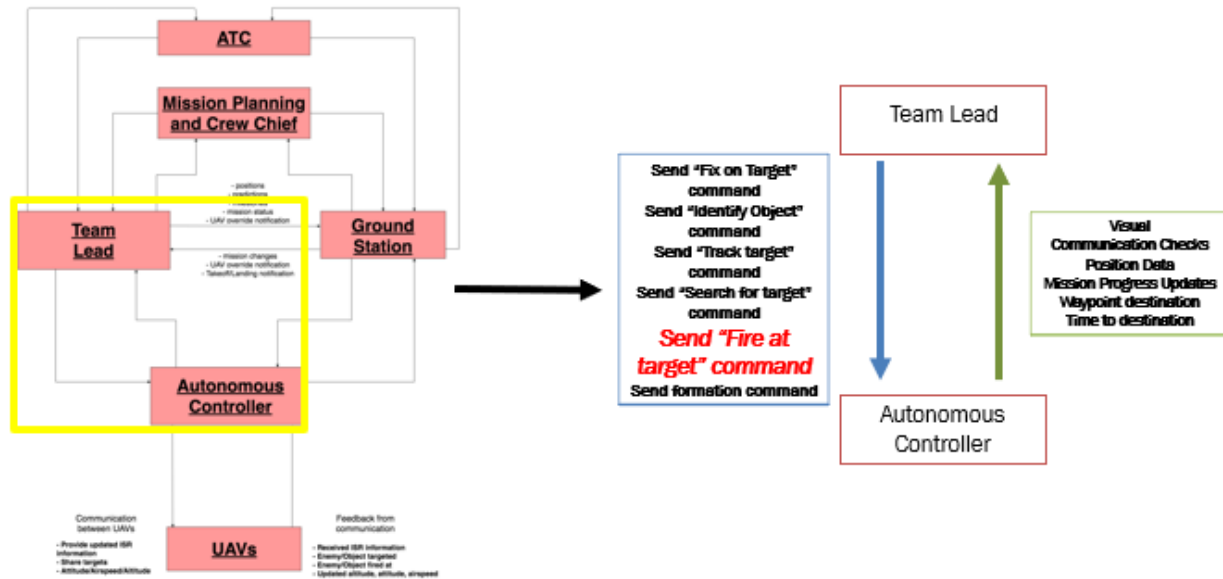 ATC
Mission Planning
and Crew Chief
- positions
- predictions
- mission status
- UAV override notification
Team
Lead
Ground
Station
- mission changes
- UAV override notification
- Takeoff/Landing notification
Autonomous
Controller
Communication
between UAVs
- Provide updated ISR
information
- Share targets
- Attitude/Airspeed/Altitude
UAVs
Feedback from
communication
- Received ISR information
- Enemy/Object targeted
- Enemy/Object fired at
- Updated altitude, attitude, airspeed
Send “Fix on Target”
command
Send “Identify Object”
command
Send “Track target”
command
Send “Search for target”
command
Send “Fire at
target” command
Send formation command
Team Lead
Visual
Communication Checks
Position Data
Mission Progress Updates
Waypoint destination
Time to destination
Autonomous
Controller